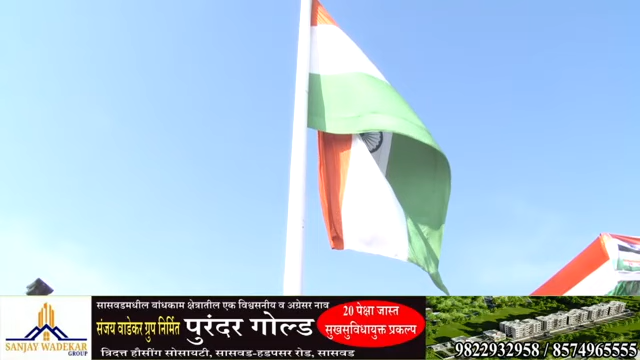 SANJAY WADEKAR
GROUP
सासवडमधील बांधकाम क्षेत्रातील एक विश्वसनीय व अग्रेसर नाव
संजय वाडेकर ग्रुप निर्मित पुरंदर गोल्ड
त्रिदत्त हौसींग सोसायटी, सासवड-हडपसर रोड, सासवड
20 पेक्षा जास्त
सुखसुविधायुक्त प्रकल्प
9822932958 / 8574965555